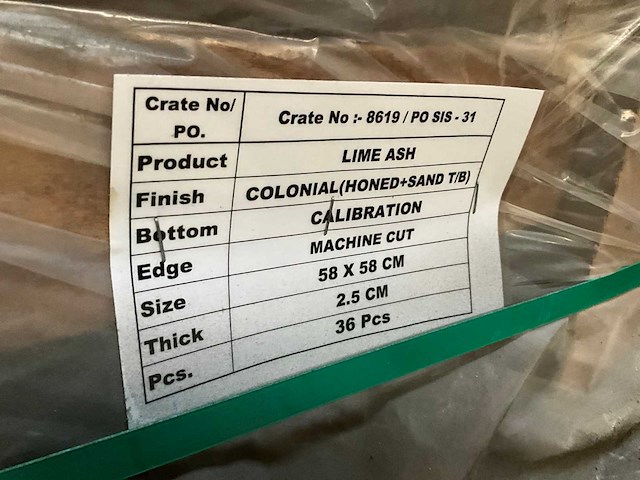 Crate No/ PO. Crate No :- 8619 / PO SIS - 31
Product LIME ASH
Finish COLONIAL(HONED+SAND T/B)
Bottom CALIBRATION
Edge MACHINE CUT
Size 58 X 58 CM
Thick 2.5 CM
Pcs. 36 Pcs